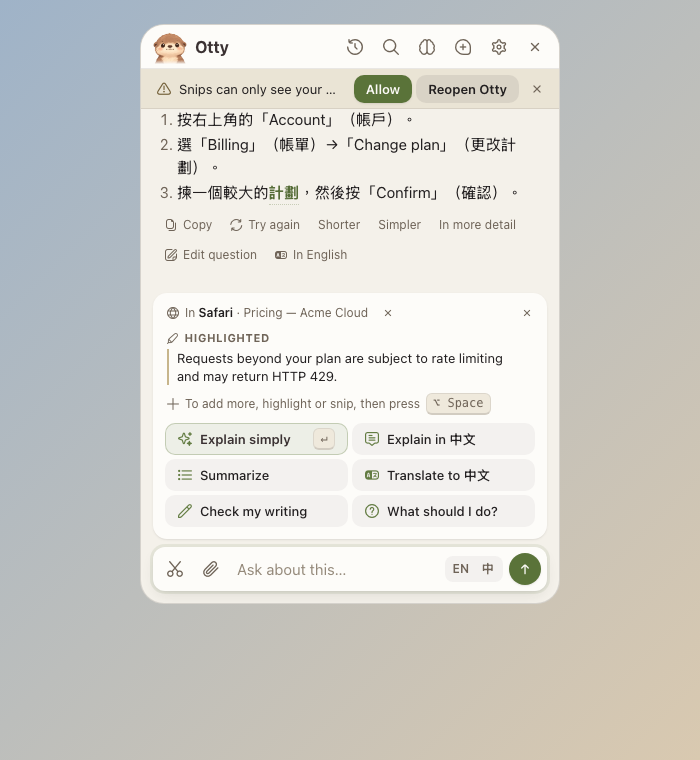 Otty
Snips can only see your ...
Allow
Reopen Otty
1. 按右上角的「Account」（帳戶）。
2. 選「Billing」（帳單）→「Change plan」（更改計
劃）。
3. 揀一個較大的計劃，然後按「Confirm」（確認）。
Copy
Try again
Shorter
Simpler
In more detail
Edit question
In English
In Safari · Pricing — Acme Cloud
HIGHLIGHTED
Requests beyond your plan are subject to rate limiting
and may return HTTP 429.
To add more, highlight or snip, then press ⌥ Space
Explain simply
Explain in 中文
Summarize
Translate to 中文
Check my writing
What should I do?
Ask about this...
EN 中